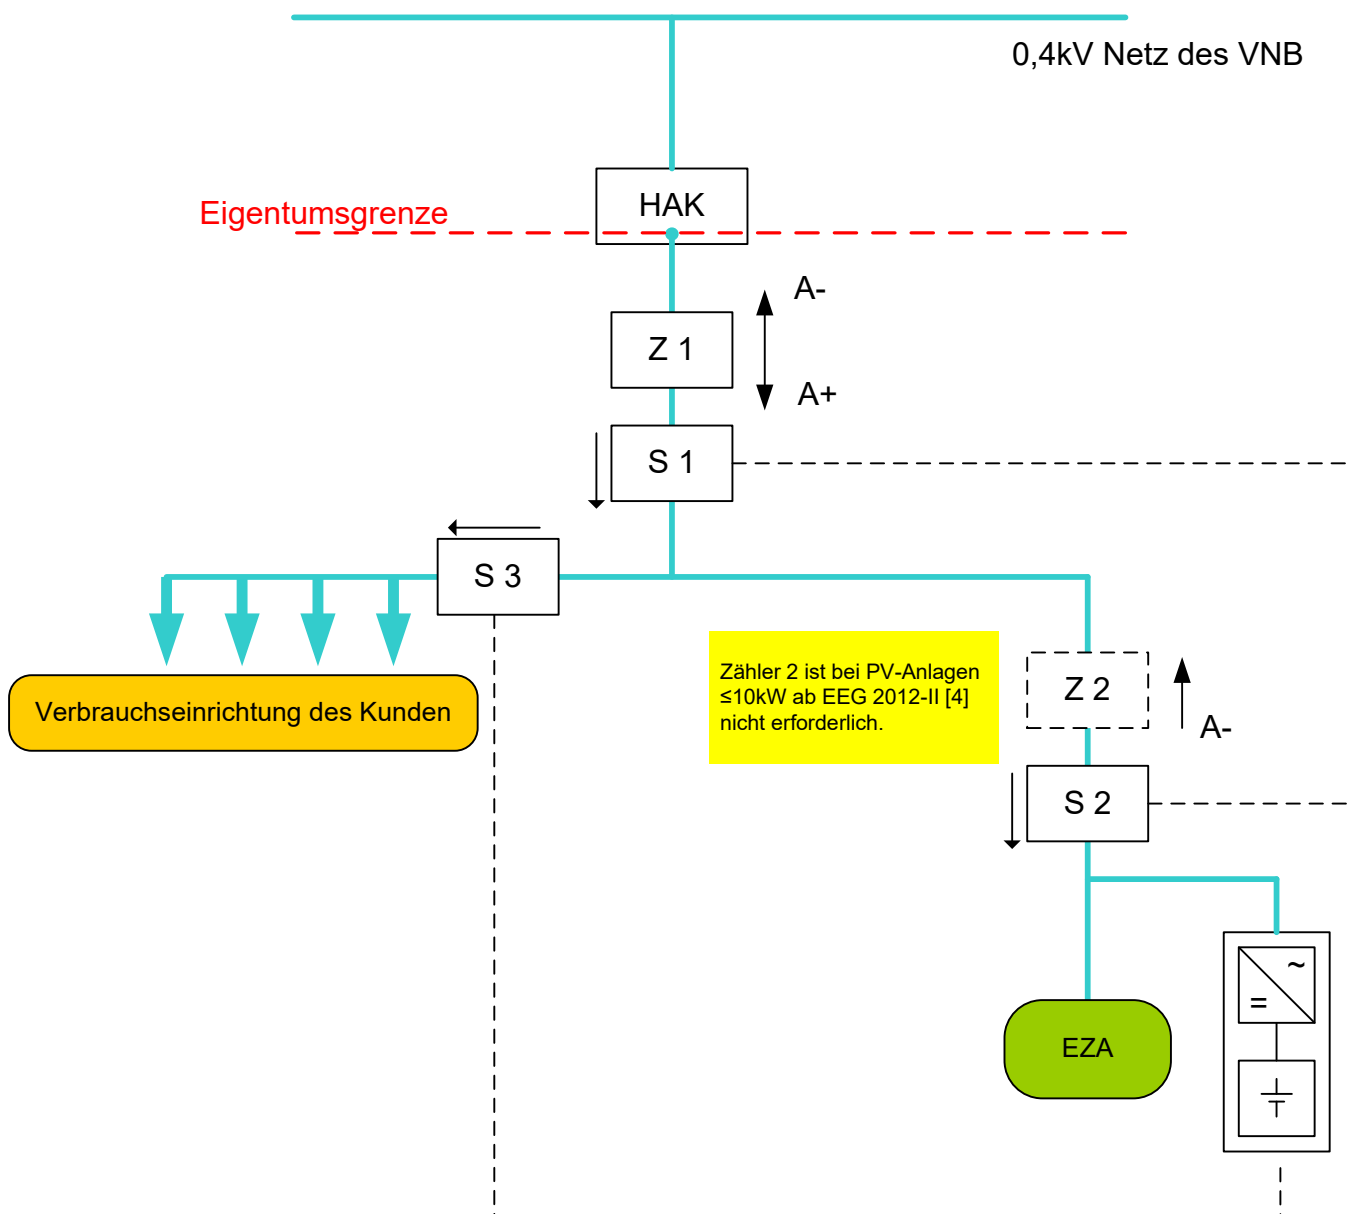 0,4kV Netz des VNB
HAK
Eigentumsgrenze
A-
Z 1
A+
S 1
S 3
Zähler 2 ist bei PV-Anlagen
≤10kW ab EEG 2012-II [4]
nicht erforderlich.
Z 2
A-
Verbrauchseinrichtung des Kunden
S 2
~
=
EZA